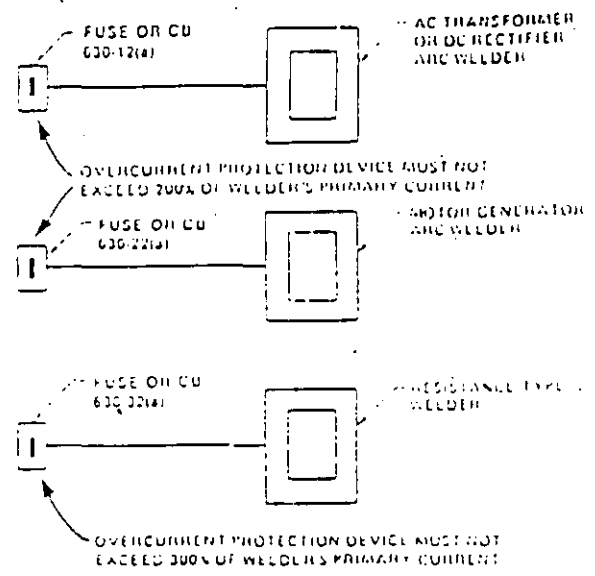 FUSE OR CB
630-12(a)
AC TRANSFORMER
OR DC RECTIFIER
ARC WELDER
OVERCURRENT PROTECTION DEVICE MUST NOT
EXCEED 200% OF WELDER'S PRIMARY CURRENT
FUSE OR CB
630-22(a)
MOTOR GENERATOR
ARC WELDER
FUSE OR CB
630-32(a)
RESISTANCE TYPE
WELDER
OVERCURRENT PROTECTION DEVICE MUST NOT
EXCEED 300% OF WELDER'S PRIMARY CURRENT